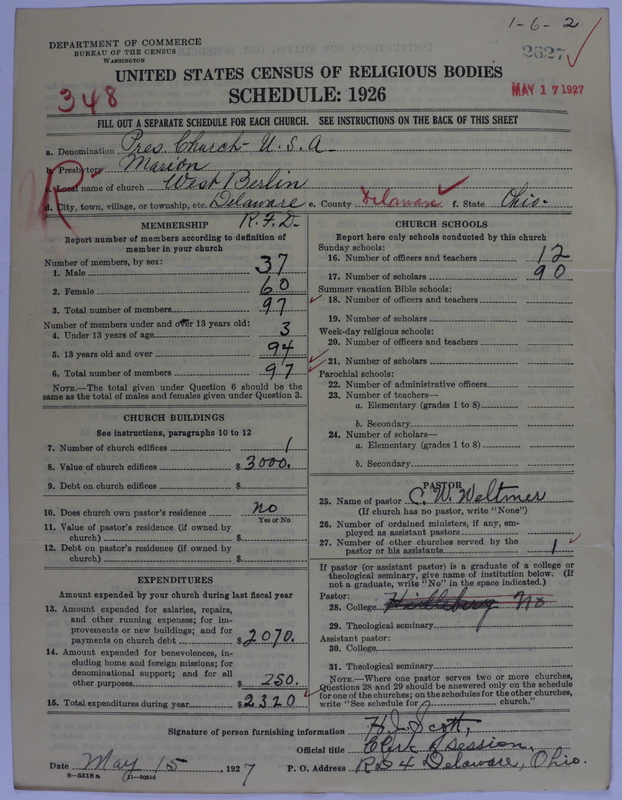 1-6-2
DEPARTMENT OF COMMERCE
BUREAU OF THE CENSUS
WASHINGTON
2627
UNITED STATES CENSUS OF RELIGIOUS BODIES
MAY 17 1927
348
SCHEDULE: 1926
FILL OUT A SEPARATE SCHEDULE FOR EACH CHURCH. SEE INSTRUCTIONS ON THE BACK OF THIS SHEET
a. Denomination Pres. Church - U.S.A.
b. Presbytery Marion
c. Local name of church West Berlin
d. City, town, village, or township, etc. Delaware e. County Delaware f. State Ohio.
R.F.D.
R
MEMBERSHIP
Report number of members according to definition of member in your church
Number of members, by sex:
1. Male 37
2. Female 60
3. Total number of members 97
Number of members under and over 13 years old:
4. Under 13 years of age 3
5. 13 years old and over 94
6. Total number of members 97
NOTE.—The total given under Question 6 should be the
same as the total of males and females given under Question 3.
CHURCH BUILDINGS
See instructions, paragraphs 10 to 12
7. Number of church edifices 1
8. Value of church edifices $ 3000.
9. Debt on church edifices $
10. Does church own pastor's residence No
Yes or No
11. Value of pastor's residence (if owned by
church) $
12. Debt on pastor's residence (if owned by
church) $
EXPENDITURES
Amount expended by your church during last fiscal year
13. Amount expended for salaries, repairs,
and other running expenses; for im-
provements or new buildings; and for
payments on church debt $ 2070.
14. Amount expended for benevolences, in-
cluding home and foreign missions; for
denominational support; and for all
other purposes $ 250.
15. Total expenditures during year $ 2320
CHURCH SCHOOLS
Report here only schools conducted by this church
Sunday schools:
16. Number of officers and teachers 12
17. Number of scholars 90
Summer vacation Bible schools:
18. Number of officers and teachers
19. Number of scholars
Week-day religious schools:
20. Number of officers and teachers
21. Number of scholars
Parochial schools:
22. Number of administrative officers
23. Number of teachers—
a. Elementary (grades 1 to 8)
b. Secondary
24. Number of scholars—
a. Elementary (grades 1 to 8)
b. Secondary
PASTOR
25. Name of pastor C. W. Weltmer
(If church has no pastor, write "None")
26. Number of ordained ministers, if any, em-
ployed as assistant pastors
27. Number of other churches served by the
pastor or his assistants 1
If pastor (or assistant pastor) is a graduate of a college or
theological seminary, give name of institution below. (If
not a graduate, write "No" in the space indicated.)
Pastor:
28. College Hidleberg No
29. Theological seminary
Assistant pastor:
30. College
31. Theological seminary
NOTE.—Where one pastor serves two or more churches,
Questions 28 and 29 should be answered only on the schedule
for one of the churches; on the schedules for the other churches,
write "See schedule for church."
Signature of person furnishing information H. J. Scott,
Official title Clerk of Session,
Date May 15, 1927 P. O. Address R.D 4 Delaware, Ohio.
8-5518 a 11-90544